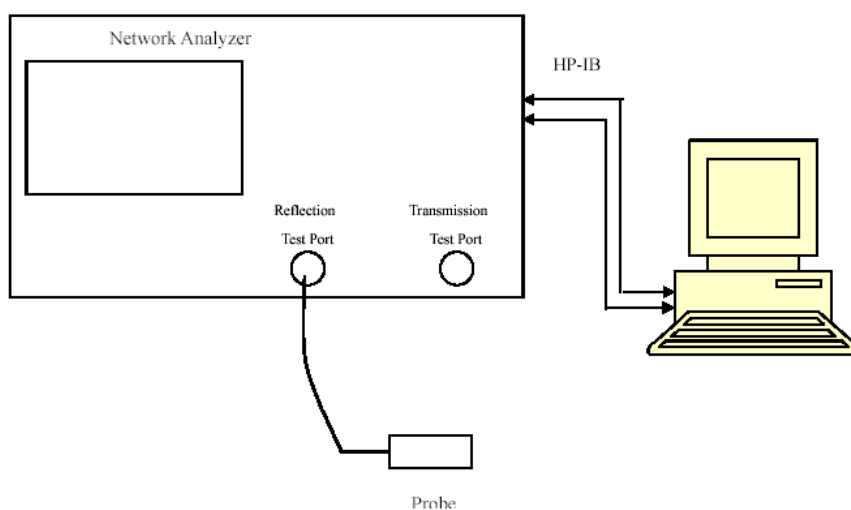 Network Analyzer
HP-IB
Reflection
Test Port
Transmission
Test Port
Probe